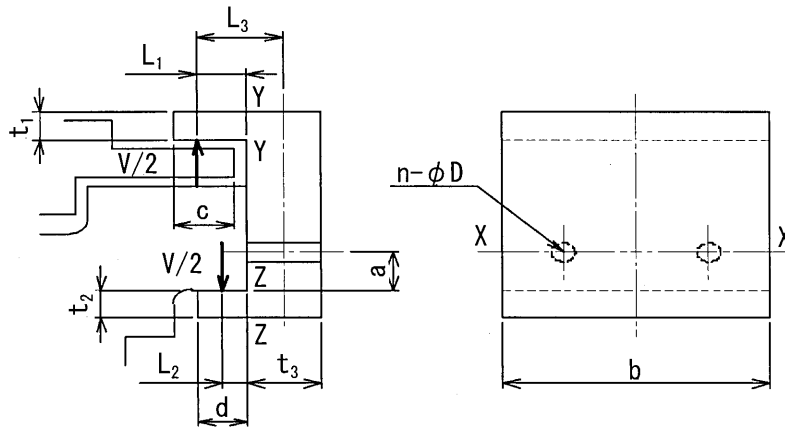 L₃
L₁
Y
t₁
Y
V/2
n-φD
c
X
X
V/2
a
Z
t₂
Z
L₂
t₃
b
d